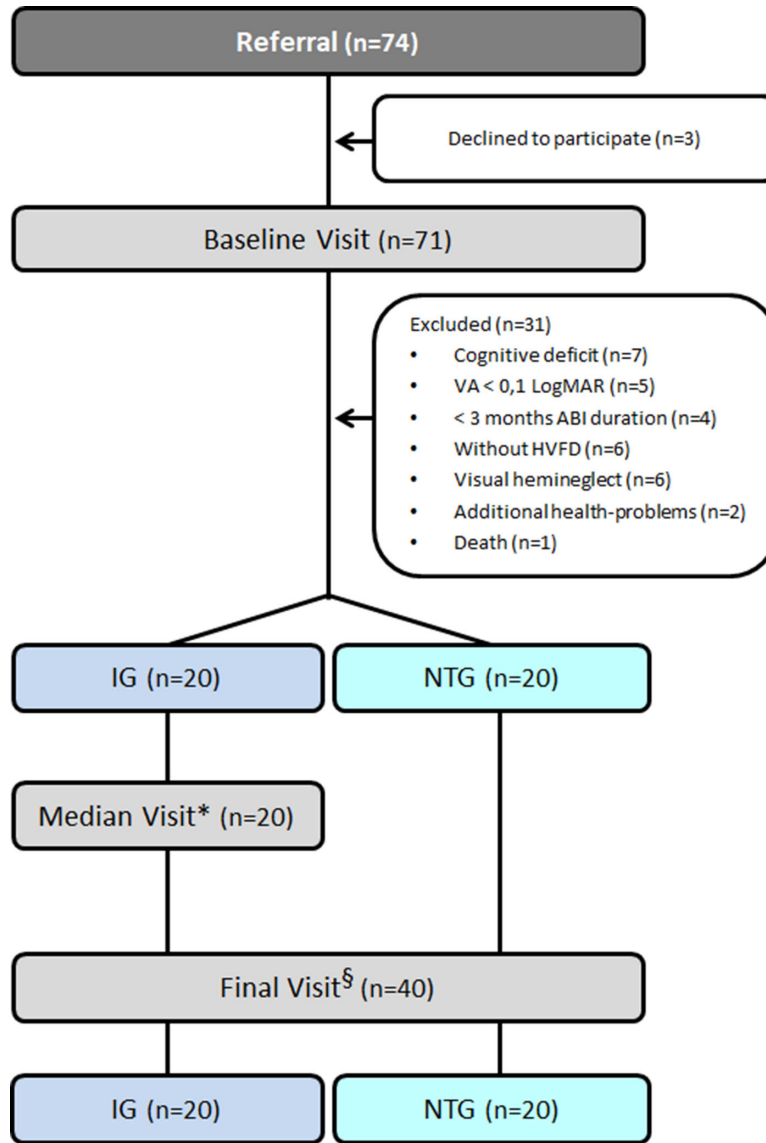 Referral (n=74)
Declined to participate (n=3)
Baseline Visit (n=71)
Excluded (n=31)
• Cognitive deficit (n=7)
• VA < 0,1 LogMAR (n=5)
• < 3 months ABI duration (n=4)
• Without HVFD (n=6)
• Visual hemineglect (n=6)
• Additional health-problems (n=2)
• Death (n=1)
IG (n=20)
NTG (n=20)
Median Visit* (n=20)
Final Visit§ (n=40)
IG (n=20)
NTG (n=20)